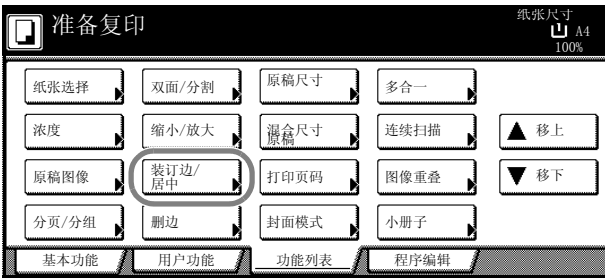 准备复印
纸张尺寸
A4
100%
纸张选择
双面/分割
原稿尺寸
多合一
浓度
缩小/放大
混合尺寸
原稿
连续扫描
移上
原稿图像
装订边/
居中
打印页码
图像重叠
移下
分页/分组
删边
封面模式
小册子
基本功能
用户功能
功能列表
程序编辑